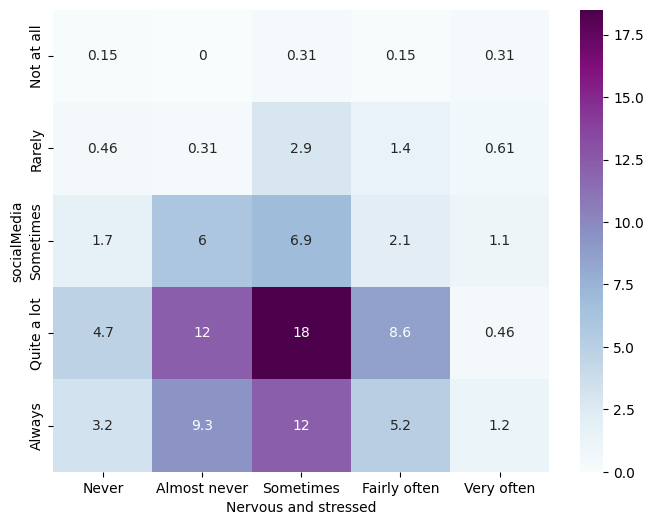 Not at all 0.15 0 0.31 0.15 0.31
Rarely 0.46 0.31 2.9 1.4 0.61
socialMedia
Sometimes 1.7 6 6.9 2.1 1.1
Quite a lot 4.7 12 18 8.6 0.46
Always 3.2 9.3 12 5.2 1.2
Never Almost never Sometimes Fairly often Very often
Nervous and stressed
17.5
15.0
12.5
10.0
7.5
5.0
2.5
0.0